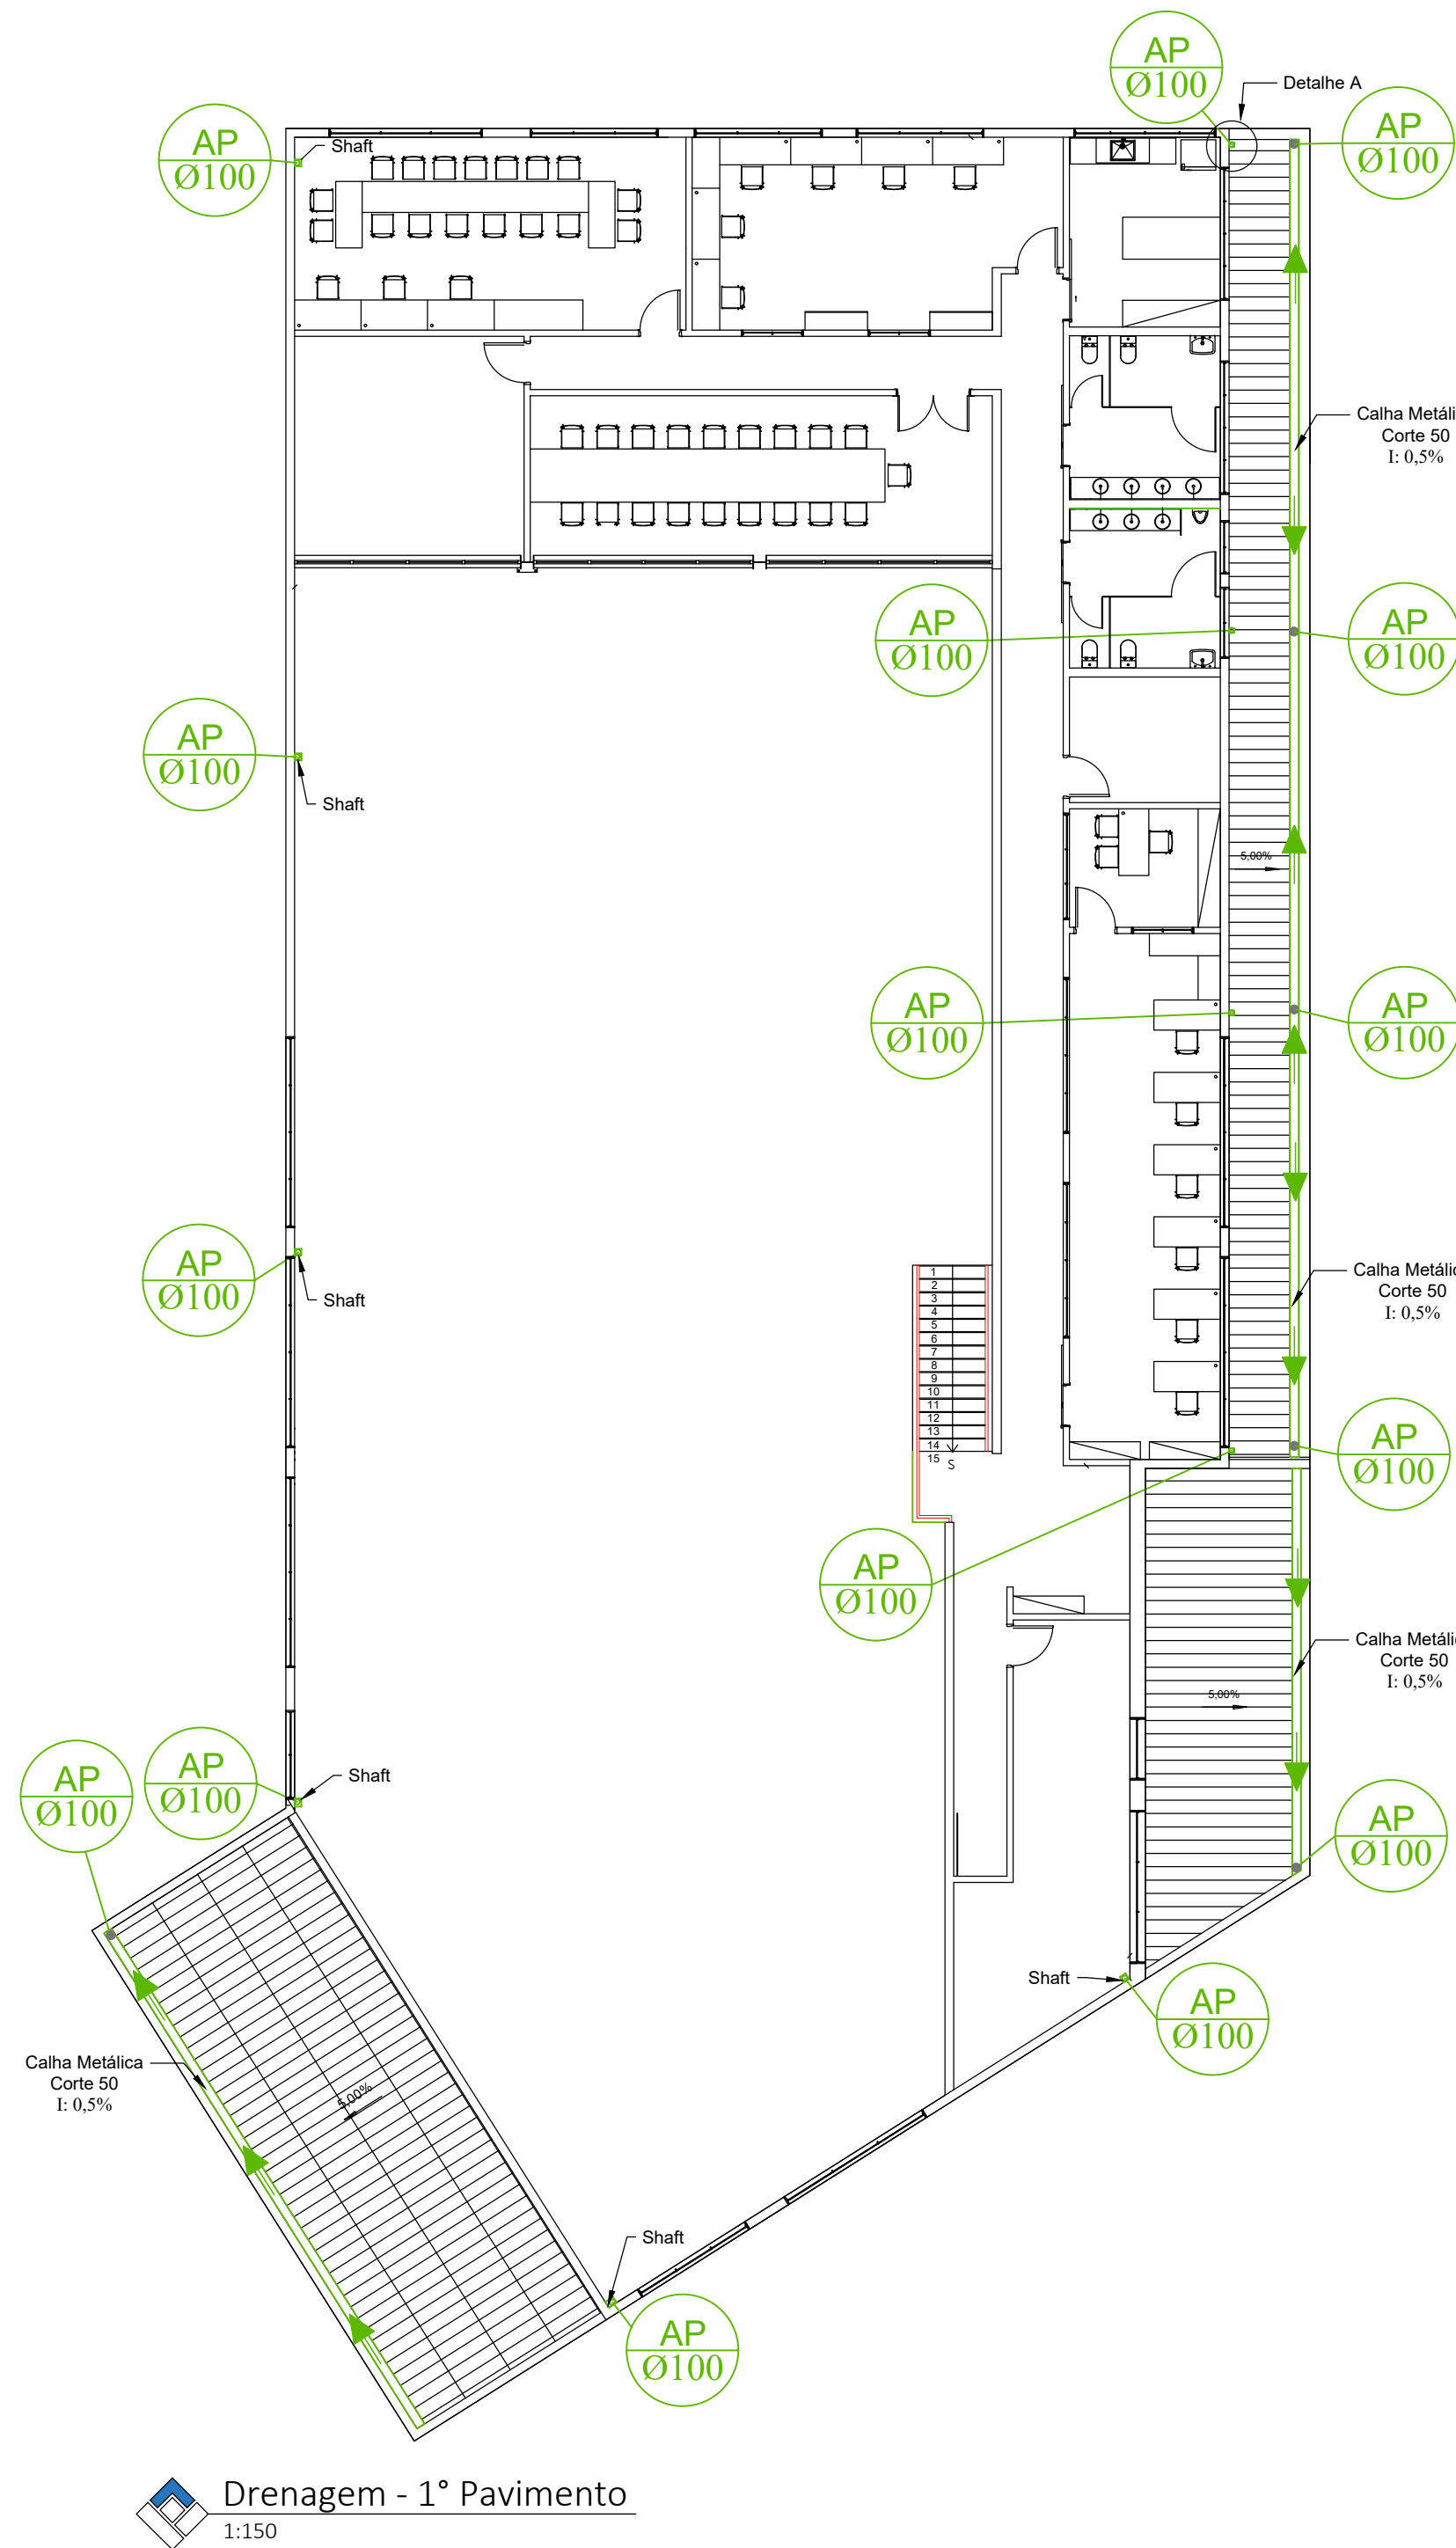 AP
Ø100
Detalhe A
AP
Ø100
AP
Ø100
Shaft
Calha Metáli
Corte 50
I: 0,5%
AP
Ø100
AP
Ø100
AP
Ø100
Shaft
5,00%
AP
Ø100
AP
Ø100
AP
Ø100
Shaft
1
2
3
4
5
6
7
8
9
10
11
12
13
14
15
S
Calha Metálic
Corte 50
I: 0,5%
AP
Ø100
AP
Ø100
Calha Metáli
Corte 50
I: 0,5%
5,00%
AP
Ø100
AP
Ø100
Shaft
AP
Ø100
Shaft
AP
Ø100
Calha Metálica
Corte 50
I: 0,5%
5,00%
Shaft
AP
Ø100
Drenagem - 1° Pavimento
1:150